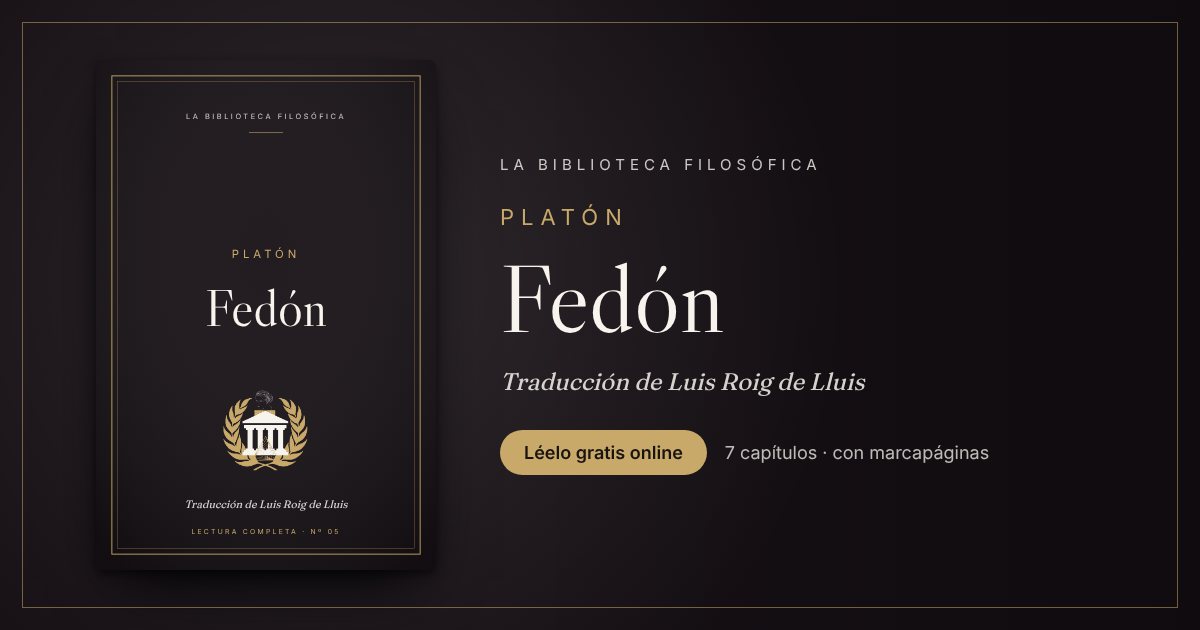 LA BIBLIOTECA FILOSÓFICA
PLATÓN
Fedón
Traducción de Luis Roig de Lluis
LECTURA COMPLETA · Nº 05
LA BIBLIOTECA FILOSÓFICA
PLATÓN
Fedón
Traducción de Luis Roig de Lluis
Léelo gratis online
7 capítulos · con marcapáginas